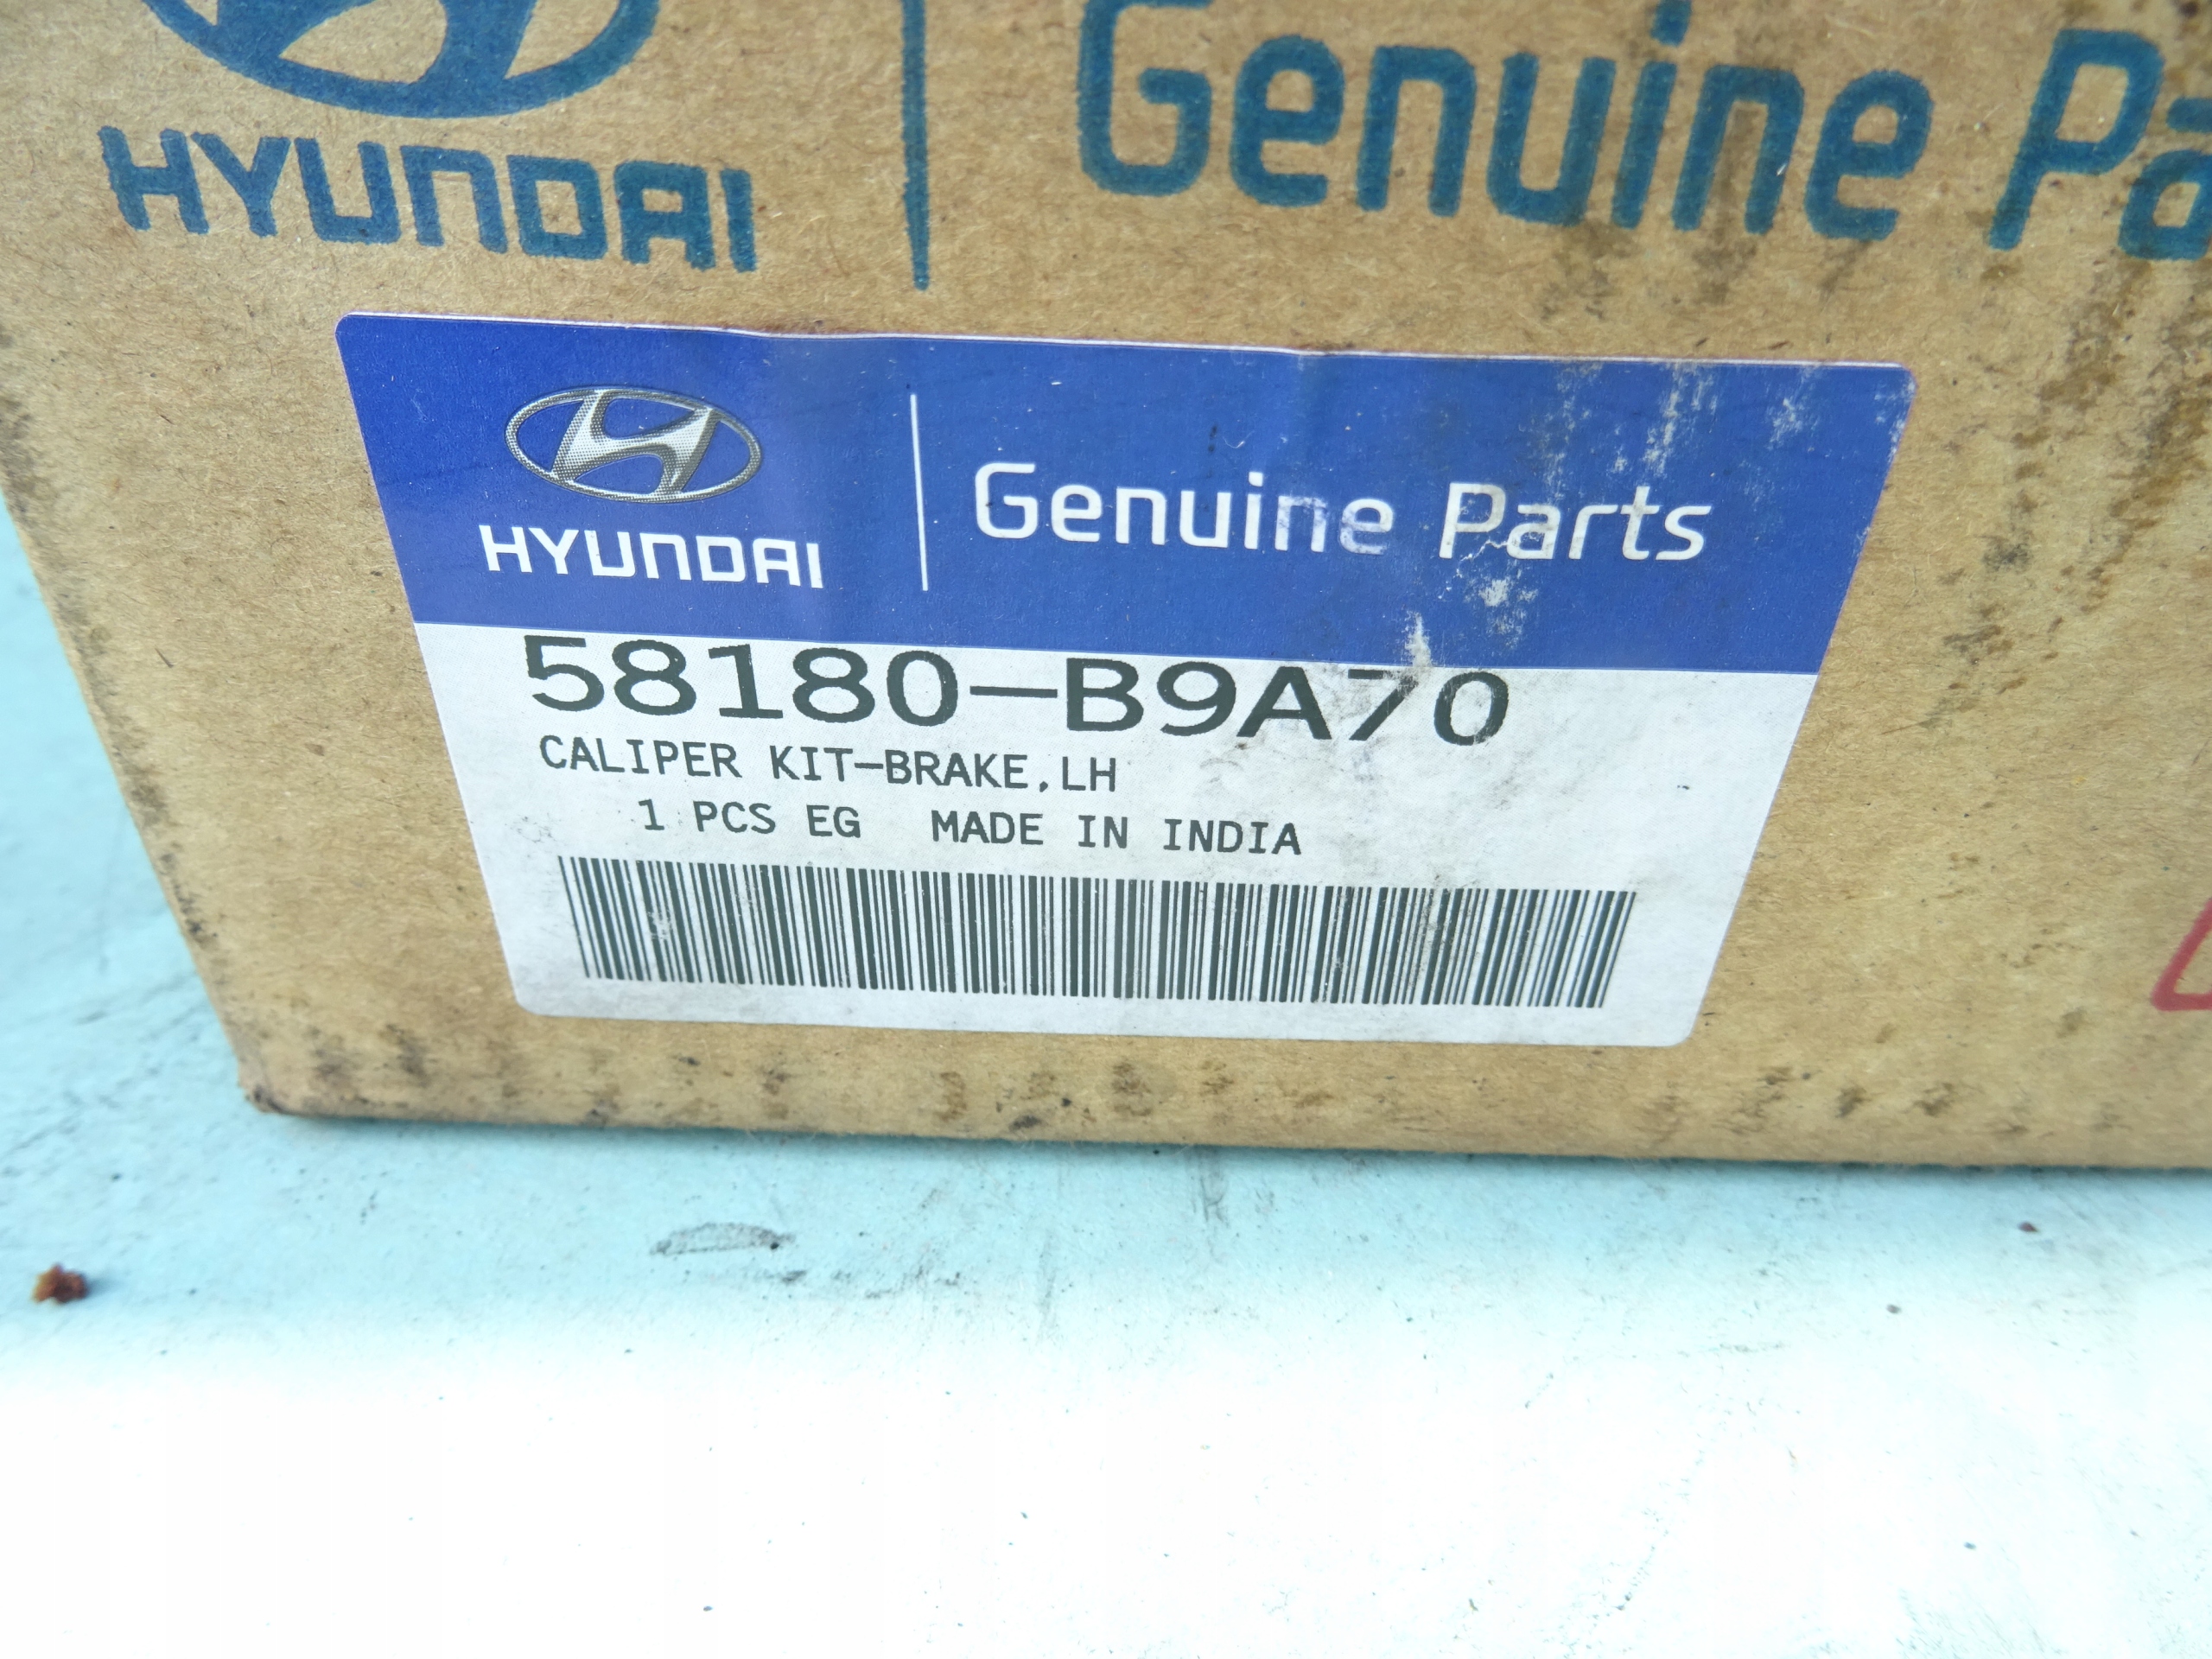 HYUNDAI
Genuine Pa
HYUNDAI
Genuine Parts
58180-B9A70
CALIPER KIT-BRAKE,LH
1 PCS EG MADE IN INDIA